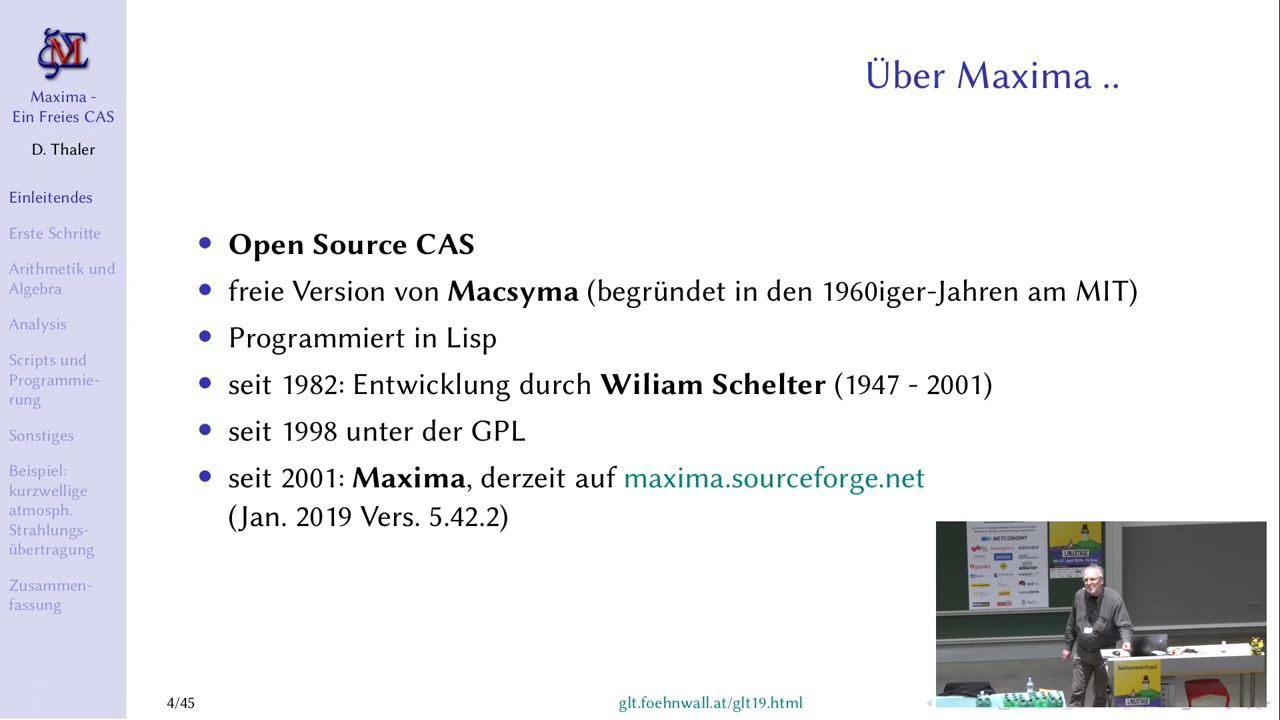 Maxima -
Ein Freies CAS
D. Thaler
Einleitendes
Erste Schritte
Arithmetik und
Algebra
Analysis
Scripts und
Programmie-
rung
Sonstiges
Beispiel:
kurzwellige
atmosph.
Strahlungs-
übertragung
Zusammen-
fassung
Über Maxima ..
• Open Source CAS
• freie Version von Macsyma (begründet in den 1960iger-Jahren am MIT)
• Programmiert in Lisp
• seit 1982: Entwicklung durch Wiliam Schelter (1947 - 2001)
• seit 1998 unter der GPL
• seit 2001: Maxima, derzeit auf maxima.sourceforge.net
(Jan. 2019 Vers. 5.42.2)
NETCONOMY
LINUXTAGE
Seitenwechsel
LINUXTAGE
4/45
glt.foehnwall.at/glt19.html